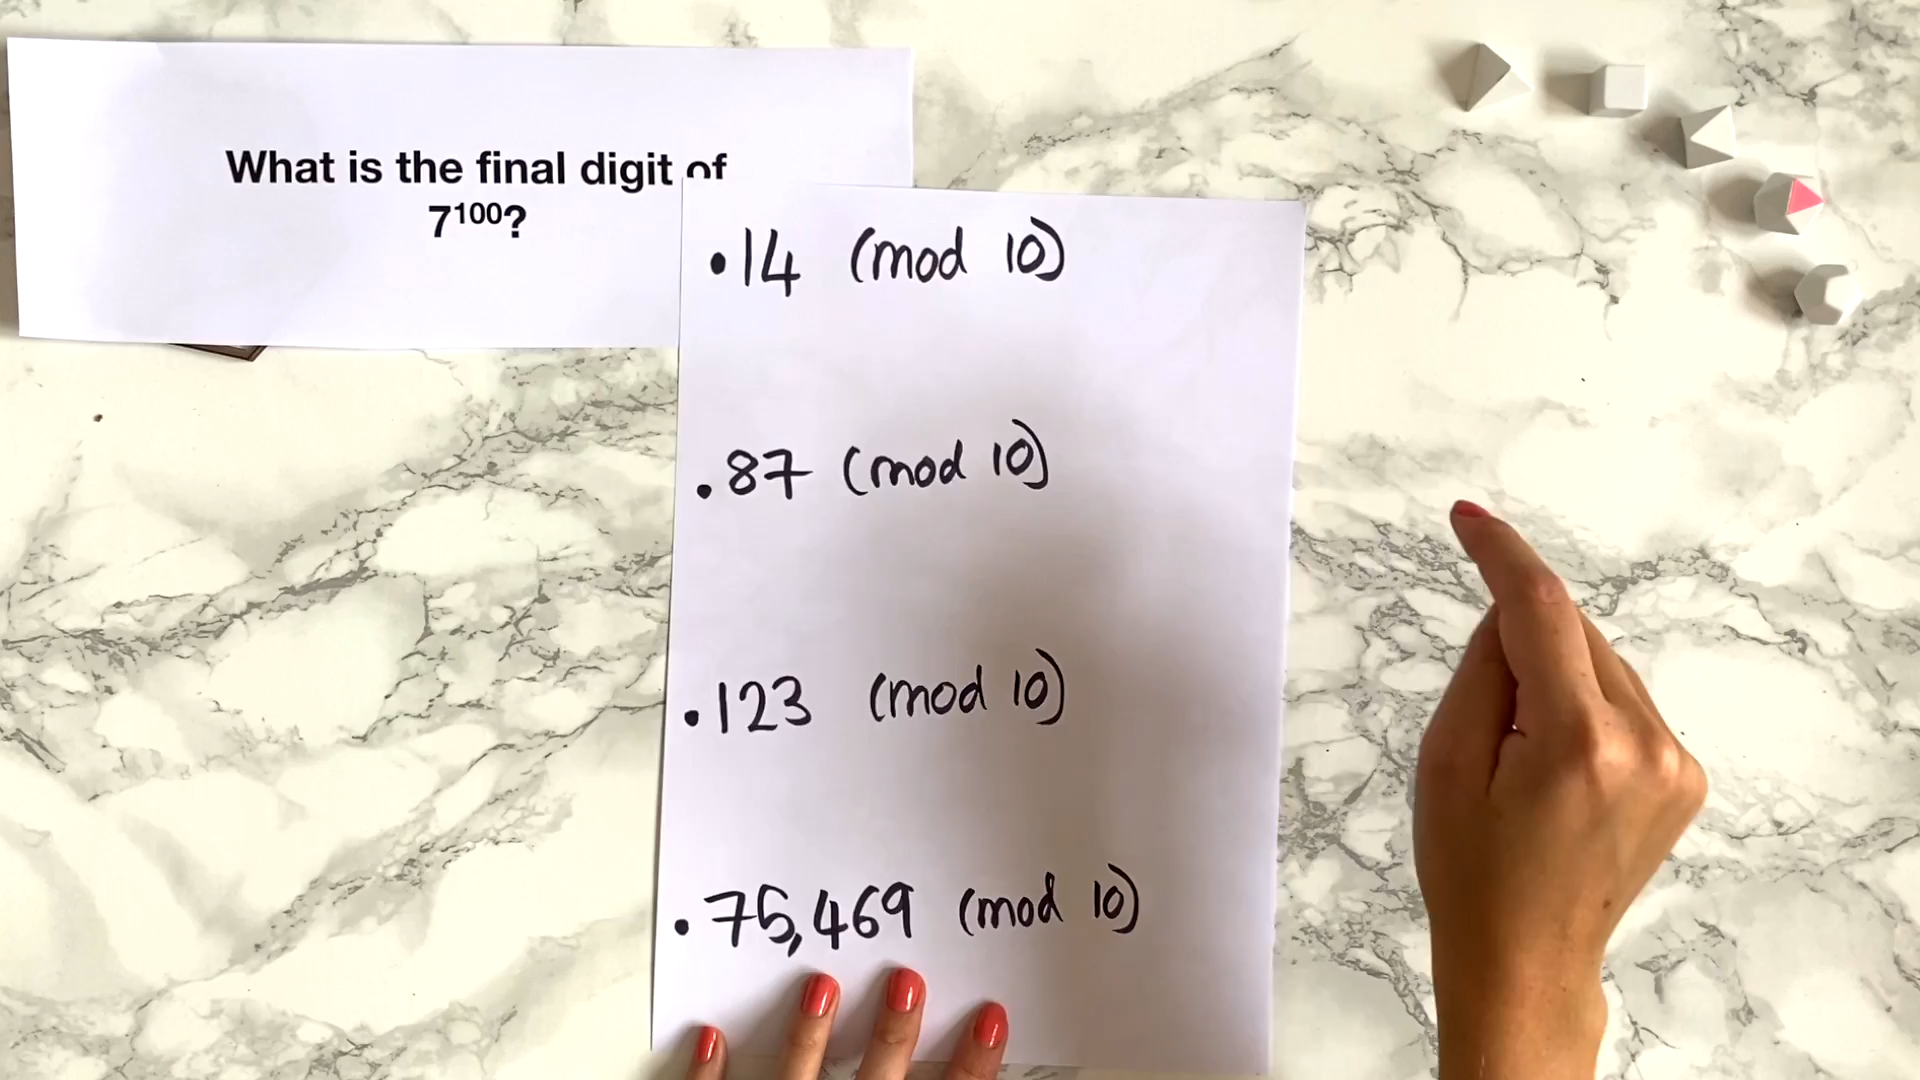 What is the final digit of
7¹⁰⁰?
• 14 (mod 10)
• 87 (mod 10)
• 123 (mod 10)
• 75,469 (mod 10)